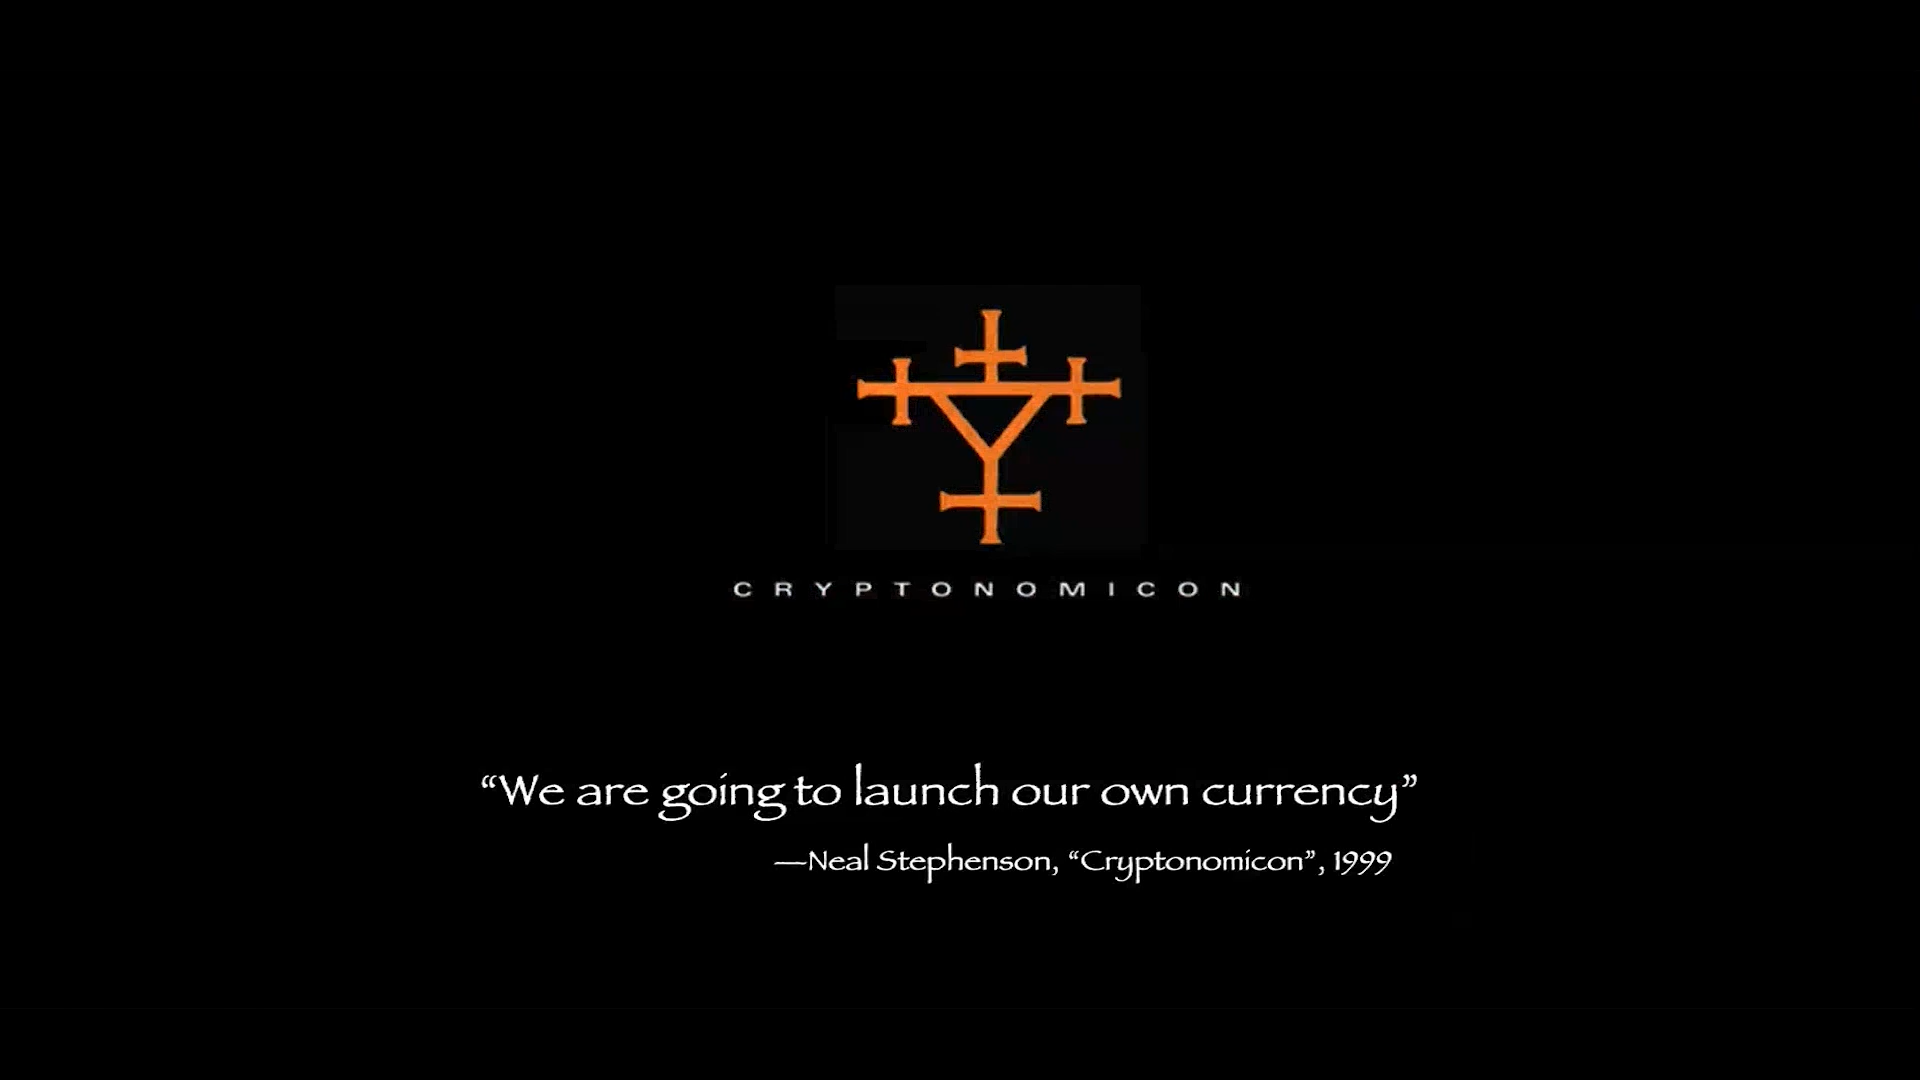 CRYPTONOMICON
“We are going to launch our own currency”
—Neal Stephenson, “Cryptonomicon”, 1999